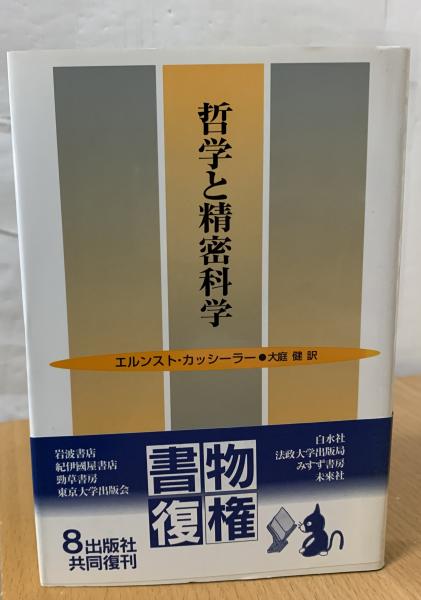 哲学と精密科学
エルンスト・カッシーラー●大庭 健 訳
岩波書店
紀伊國屋書店
勁草書房
東京大学出版会
書物
復権
白水社
法政大学出版局
みすず書房
未來社
8出版社
共同復刊